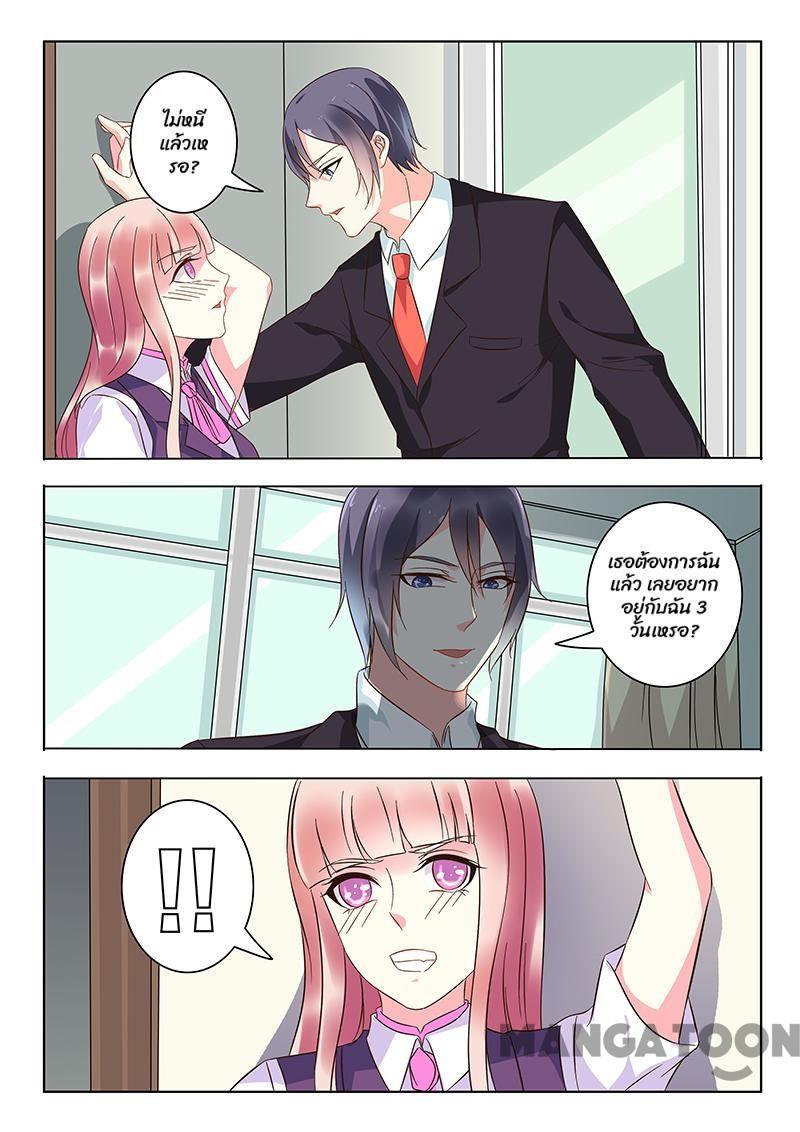 ไม่หนี
แล้วเห
รอ?
เธอต้องการฉัน
แล้ว เลยอยาก
อยู่กับฉัน 3
วันเหรอ?
!!
MANGATOON